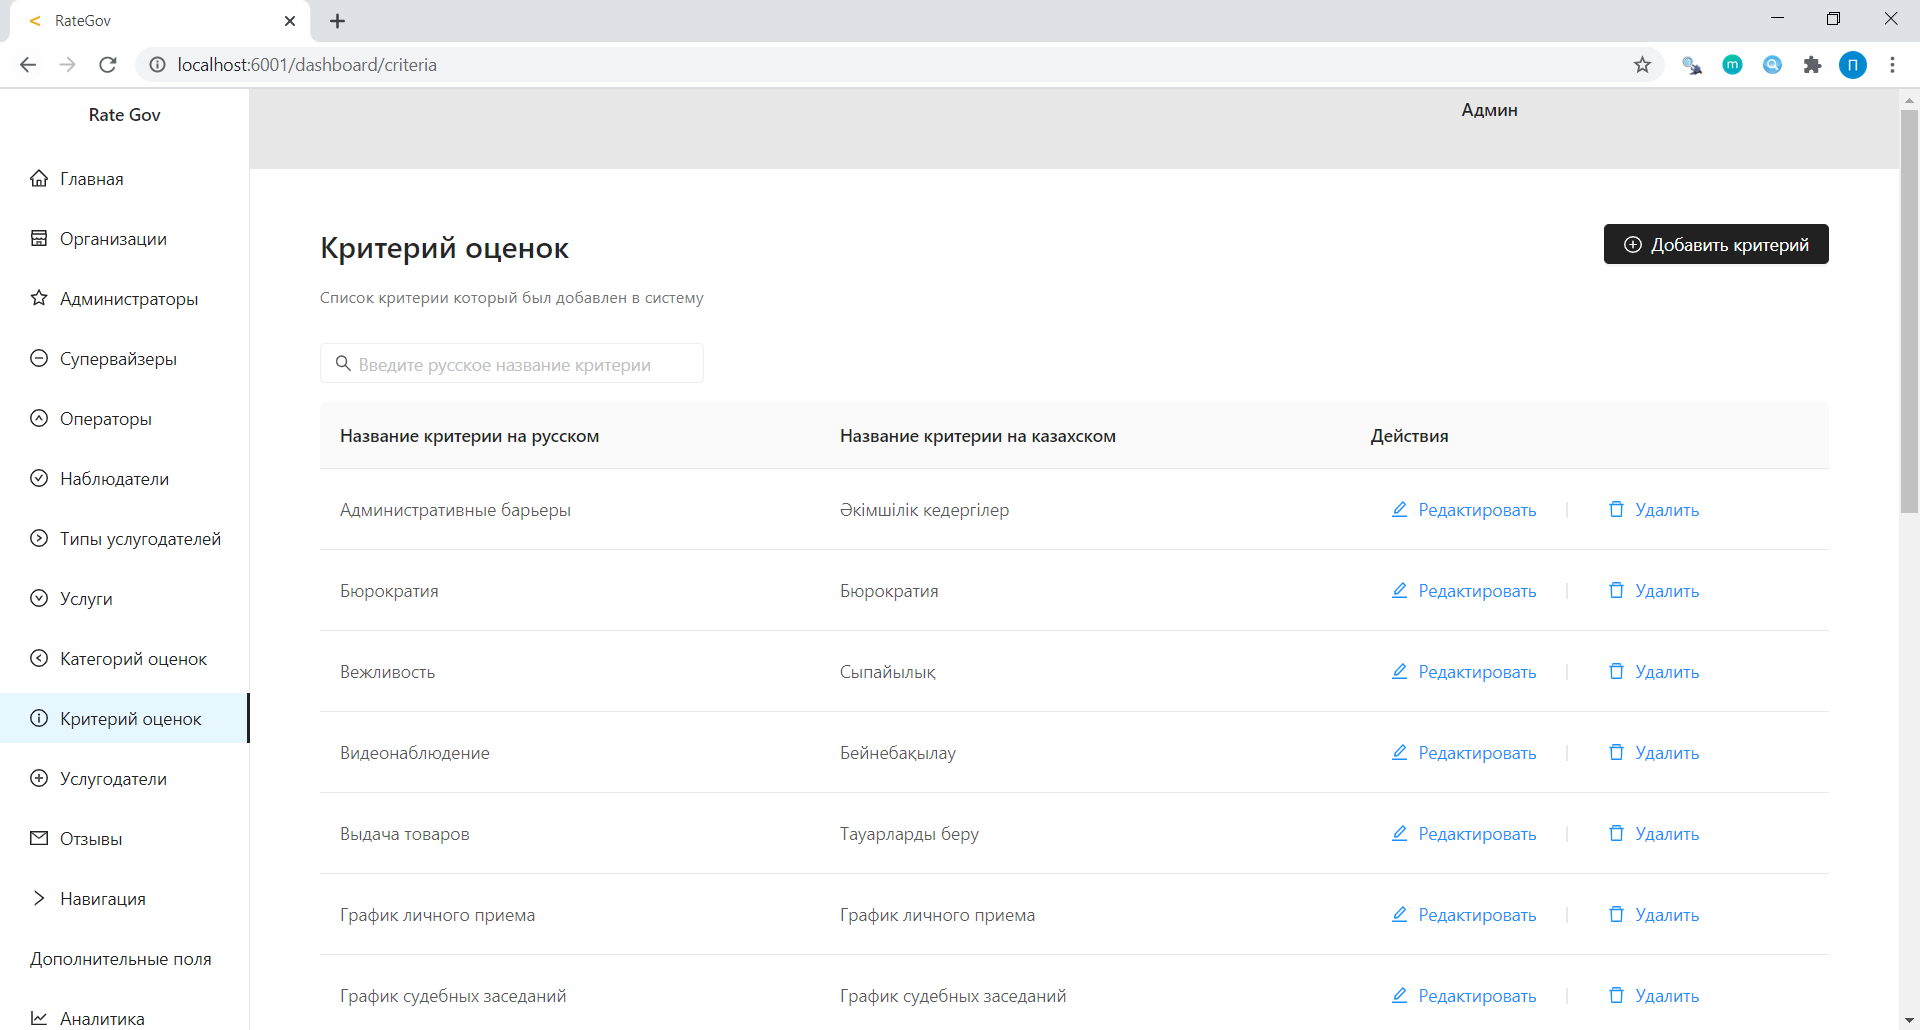 RateGov
localhost:6001/dashboard/criteria
m
П
Rate Gov
Админ
Главная
Организации
Администраторы
Супервайзеры
Операторы
Наблюдатели
Типы услугодателей
Услуги
Категорий оценок
Критерий оценок
Услугодатели
Отзывы
Навигация
Дополнительные поля
Аналитика
Критерий оценок
Добавить критерий
Список критерии который был добавлен в систему
Введите русское название критерии
Название критерии на русском Название критерии на казахском Действия
Административные барьеры Әкімшілік кедергілер Редактировать Удалить
Бюрократия Бюрократия Редактировать Удалить
Вежливость Сыпайылық Редактировать Удалить
Видеонаблюдение Бейнебақылау Редактировать Удалить
Выдача товаров Тауарларды беру Редактировать Удалить
График личного приема График личного приема Редактировать Удалить
График судебных заседаний График судебных заседаний Редактировать Удалить